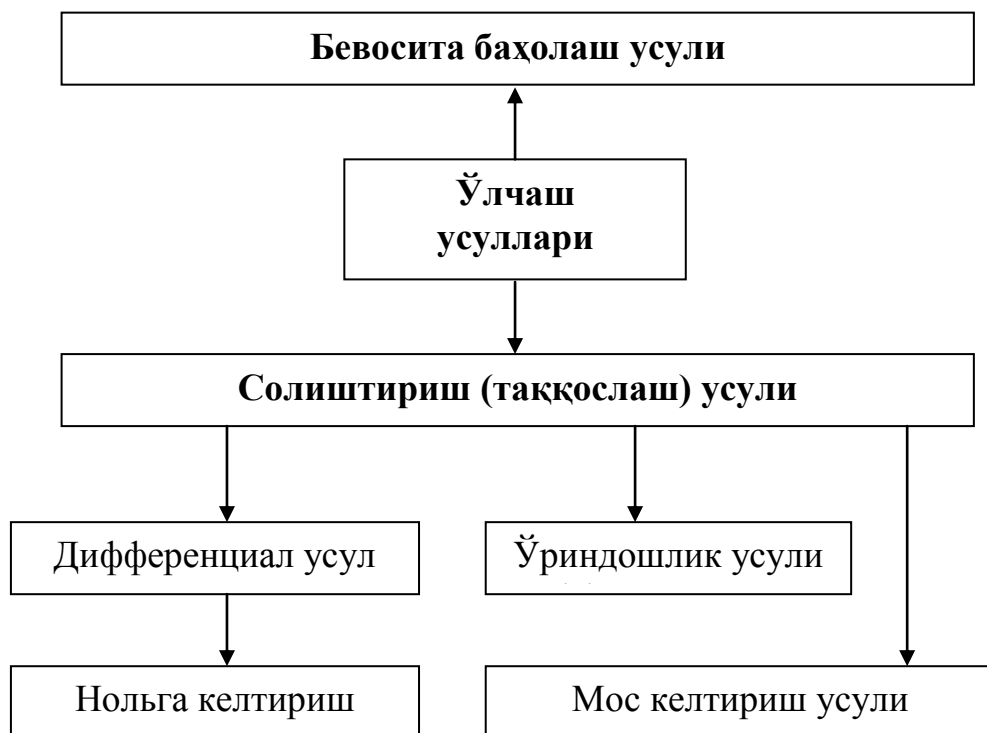 Бевосита баҳолаш усули
Ўлчаш
усуллари
Солиштириш (таққослаш) усули
Дифференциал усул
Ўриндошлик усули
Нольга келтириш
Мос келтириш усули